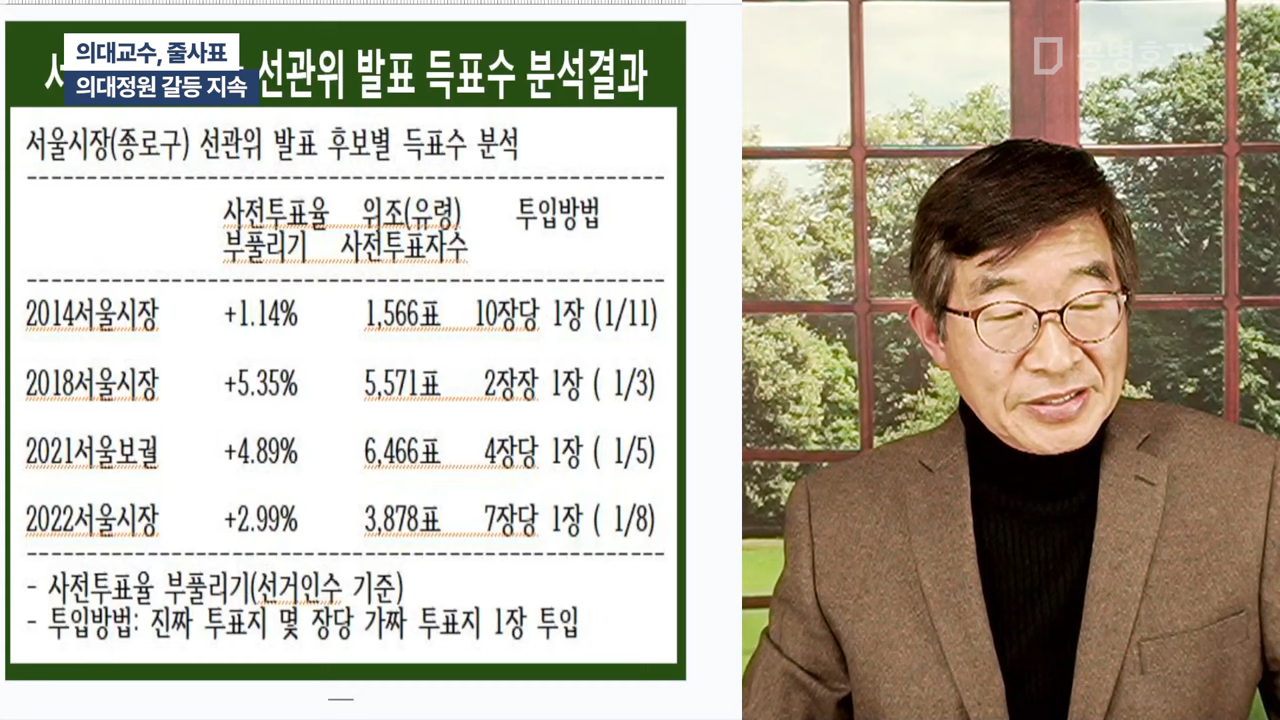 의대교수, 줄사표
의대정원 갈등 지속
선관위 발표 득표수 분석결과
서울시장(종로구) 선관위 발표 후보별 득표수 분석
사전투표율 위조(유령) 투입방법
부풀리기 사전투표자수
2014서울시장 +1.14% 1,566표 10장당 1장 (1/11)
2018서울시장 +5.35% 5,571표 2장장 1장 ( 1/3)
2021서울보궐 +4.89% 6,466표 4장당 1장 ( 1/5)
2022서울시장 +2.99% 3,878표 7장당 1장 ( 1/8)
- 사전투표율 부풀리기(선거인수 기준)
- 투입방법: 진짜 투표지 몇 장당 가짜 투표지 1장 투입